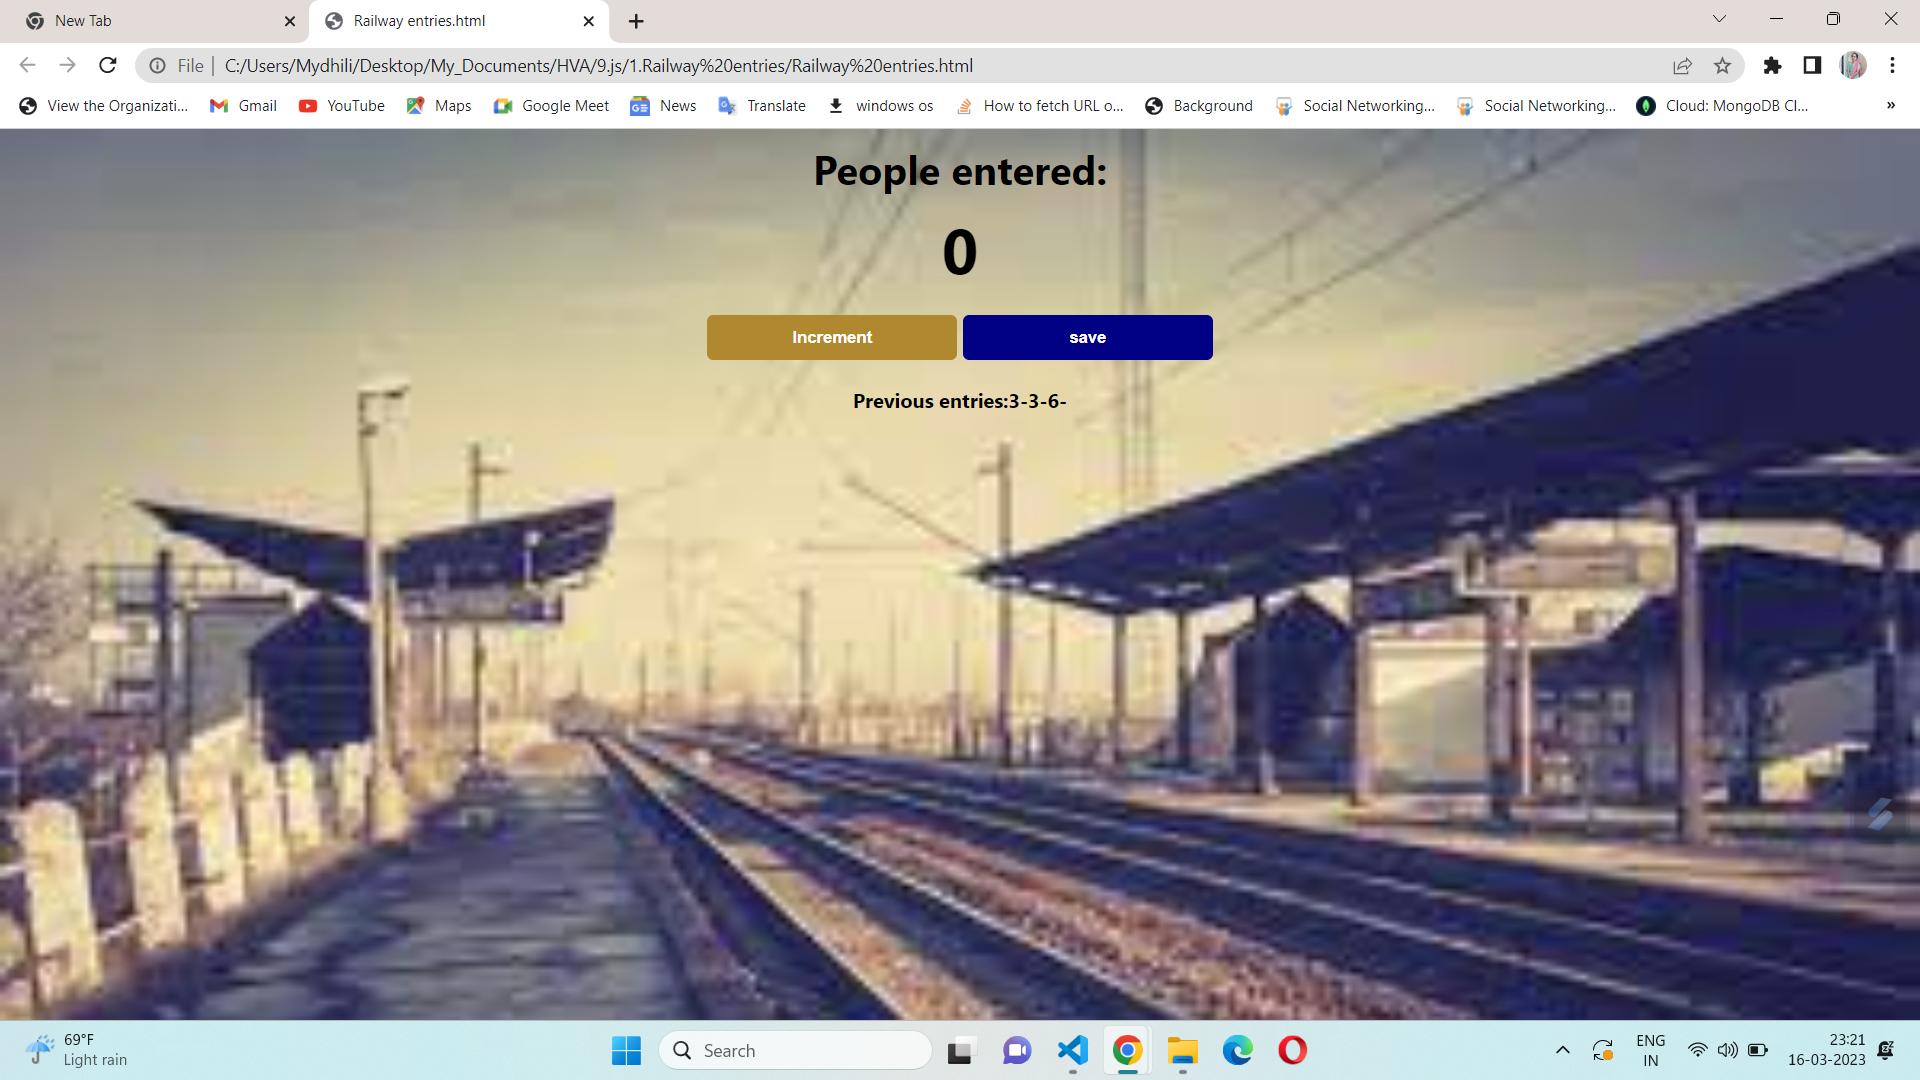 New Tab
Railway entries.html
File | C:/Users/Mydhili/Desktop/My_Documents/HVA/9.js/1.Railway%20entries/Railway%20entries.html
View the Organizati... Gmail YouTube Maps Google Meet News Translate windows os How to fetch URL o... Background Social Networking... Social Networking... Cloud: MongoDB Cl... »
People entered:
0
Increment
save
Previous entries:3-3-6-
69°F
Light rain
Search
ENG
IN
23:21
16-03-2023